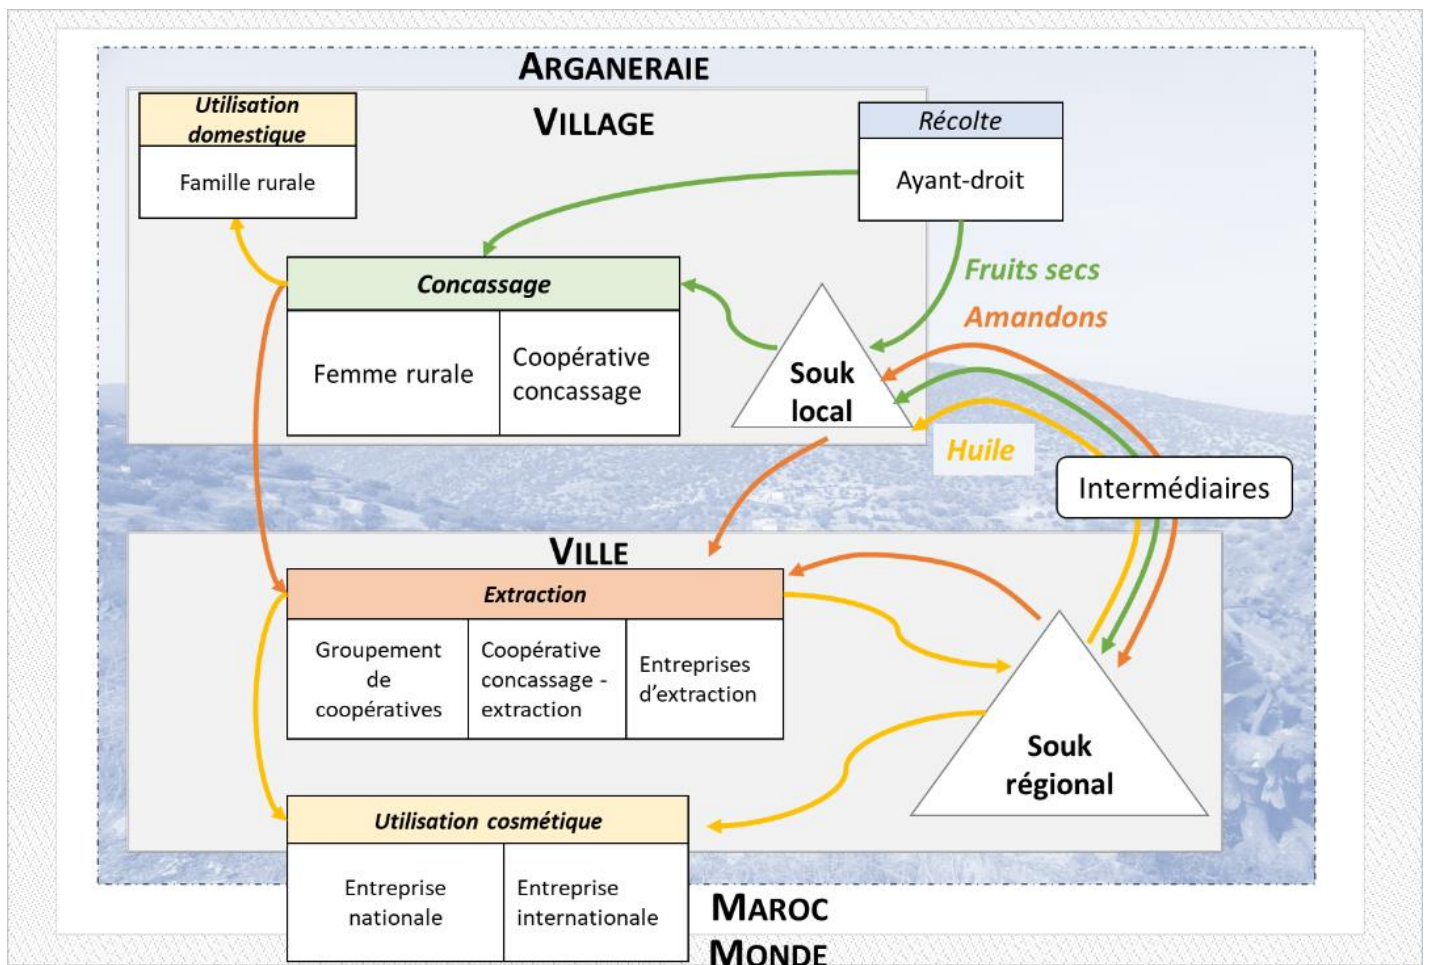 ARGANERAIE
VILLAGE
Utilisation
domestique
Famille rurale
Récolte
Ayant-droit
Fruits secs
Amandons
Huile
Concassage
Femme rurale
Coopérative
concassage
Souk
local
Intermédiaires
VILLE
Extraction
Groupement
de
coopératives
Coopérative
concassage -
extraction
Entreprises
d'extraction
Souk
régional
Utilisation cosmétique
Entreprise
nationale
Entreprise
internationale
MAROC
MONDE